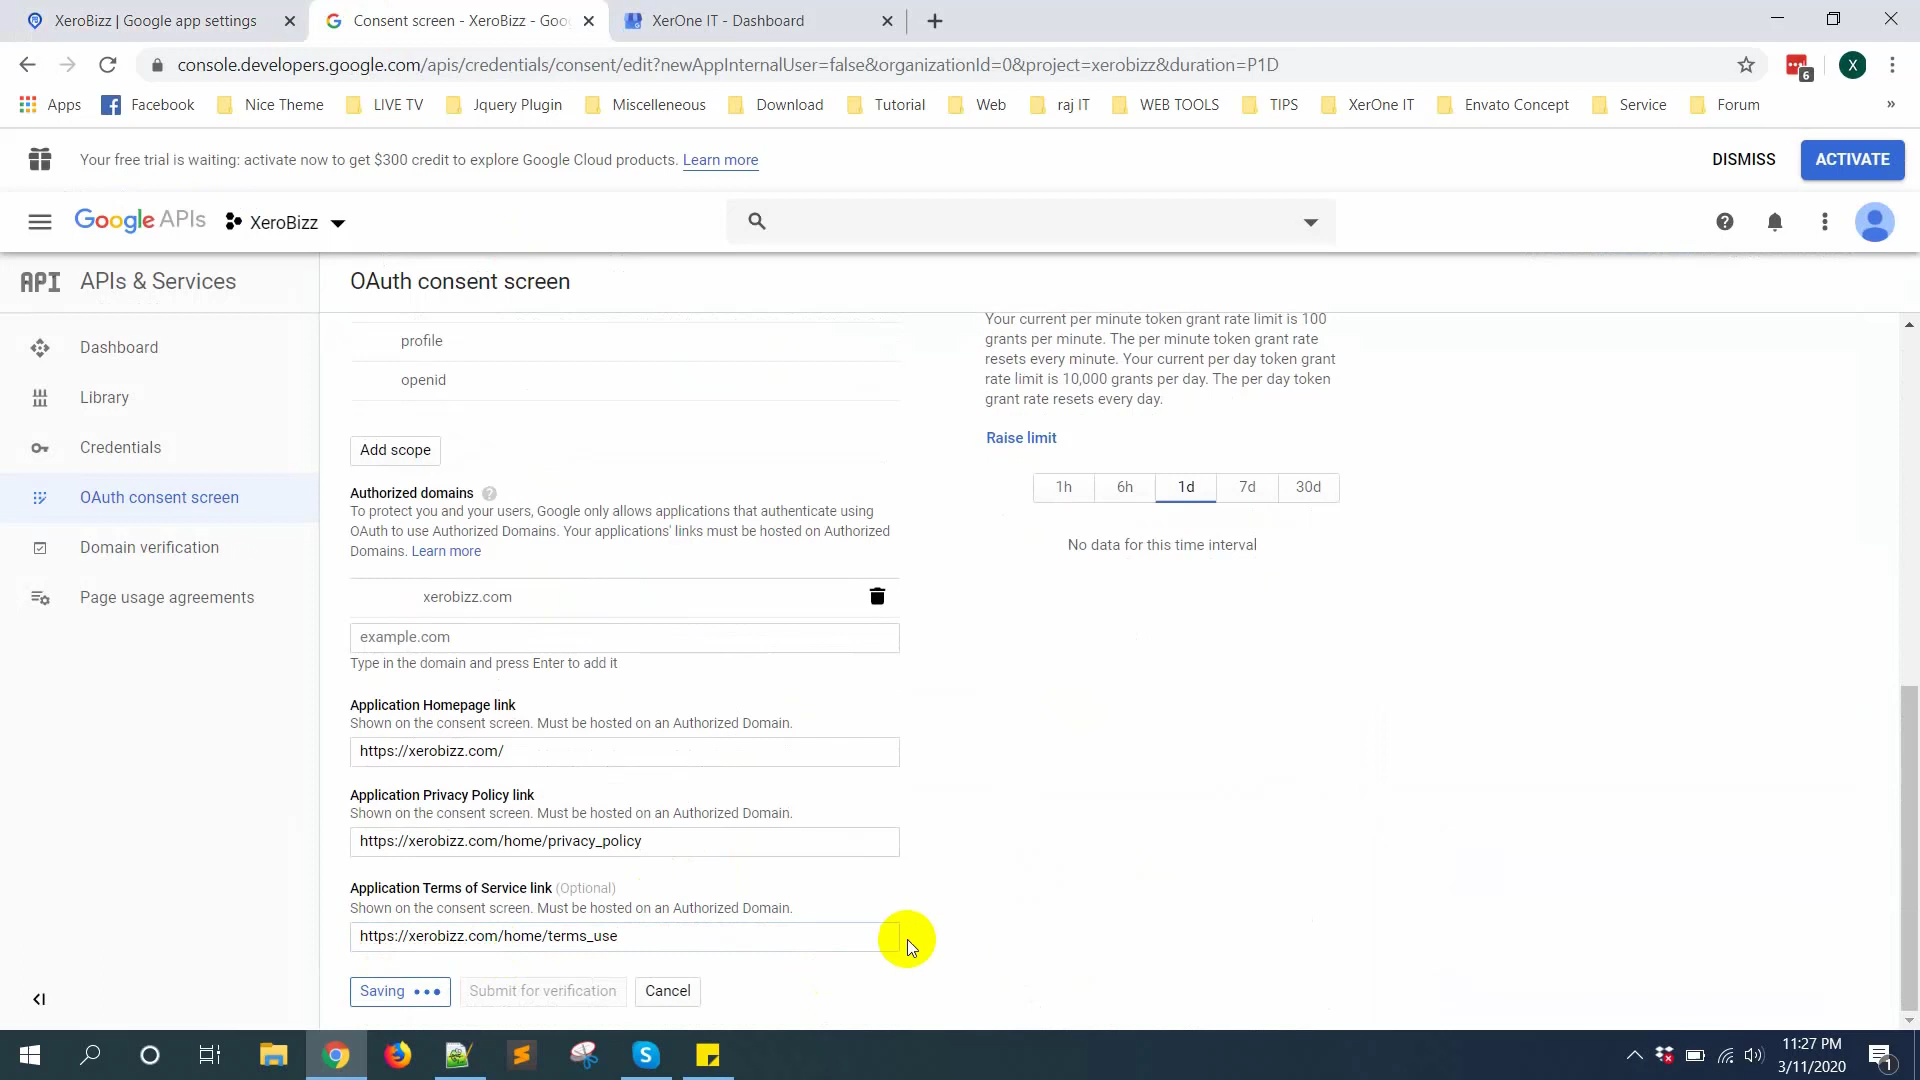 XeroBizz | Google app settings
Consent screen - XeroBizz - Goo
XerOne IT - Dashboard
console.developers.google.com/apis/credentials/consent/edit?newAppInternalUser=false&organizationId=0&project=xerobizz&duration=P1D
6
X
Apps
Facebook
Nice Theme
LIVE TV
Jquery Plugin
Miscelleneous
Download
Tutorial
Web
raj IT
WEB TOOLS
TIPS
XerOne IT
Envato Concept
Service
Forum
»
Your free trial is waiting: activate now to get $300 credit to explore Google Cloud products. Learn more
DISMISS
ACTIVATE
Google APIs
XeroBizz
API APIs & Services
OAuth consent screen
Dashboard
Library
Credentials
OAuth consent screen
Domain verification
Page usage agreements
profile
openid
Add scope
Authorized domains
To protect you and your users, Google only allows applications that authenticate using
OAuth to use Authorized Domains. Your applications' links must be hosted on Authorized
Domains. Learn more
xerobizz.com
example.com
Type in the domain and press Enter to add it
Application Homepage link
Shown on the consent screen. Must be hosted on an Authorized Domain.
https://xerobizz.com/
Application Privacy Policy link
Shown on the consent screen. Must be hosted on an Authorized Domain.
https://xerobizz.com/home/privacy_policy
Application Terms of Service link (Optional)
Shown on the consent screen. Must be hosted on an Authorized Domain.
https://xerobizz.com/home/terms_use
Saving
Submit for verification
Cancel
Your current per minute token grant rate limit is 100
grants per minute. The per minute token grant rate
resets every minute. Your current per day token grant
rate limit is 10,000 grants per day. The per day token
grant rate resets every day.
Raise limit
1h
6h
1d
7d
30d
No data for this time interval
11:27 PM
3/11/2020
1